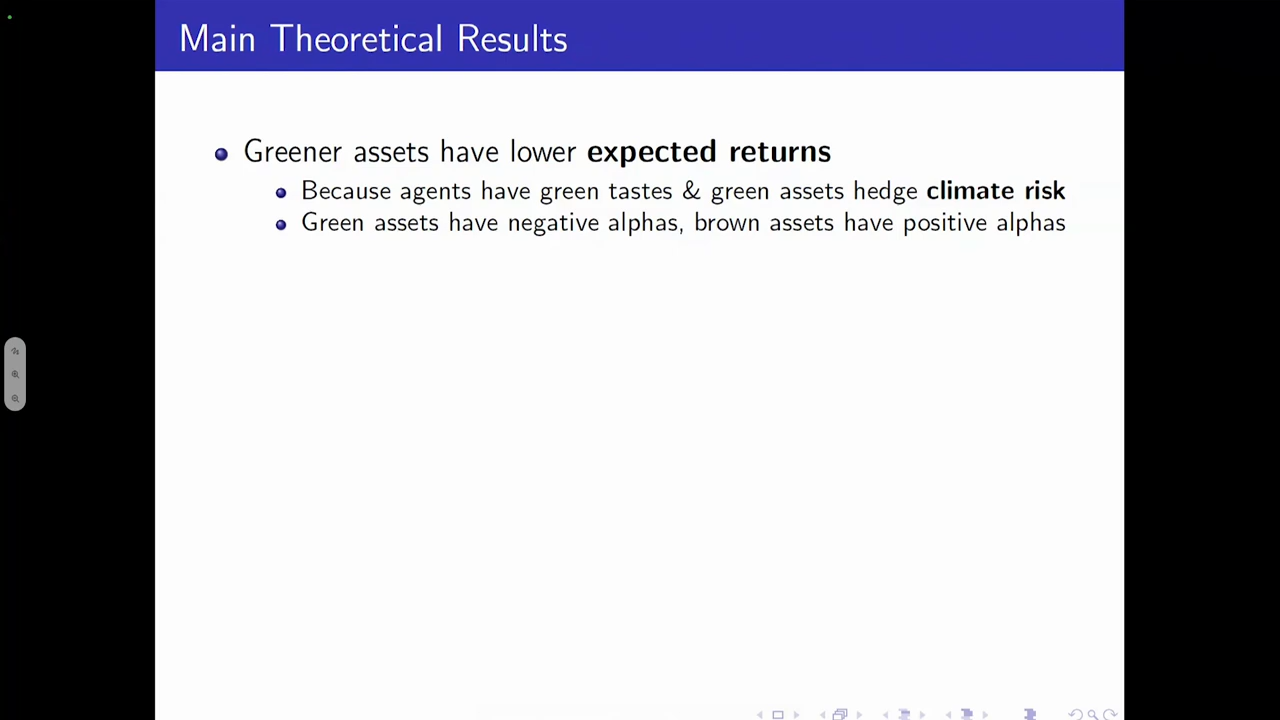 Main Theoretical Results
Greener assets have lower expected returns
Because agents have green tastes & green assets hedge climate risk
Green assets have negative alphas, brown assets have positive alphas